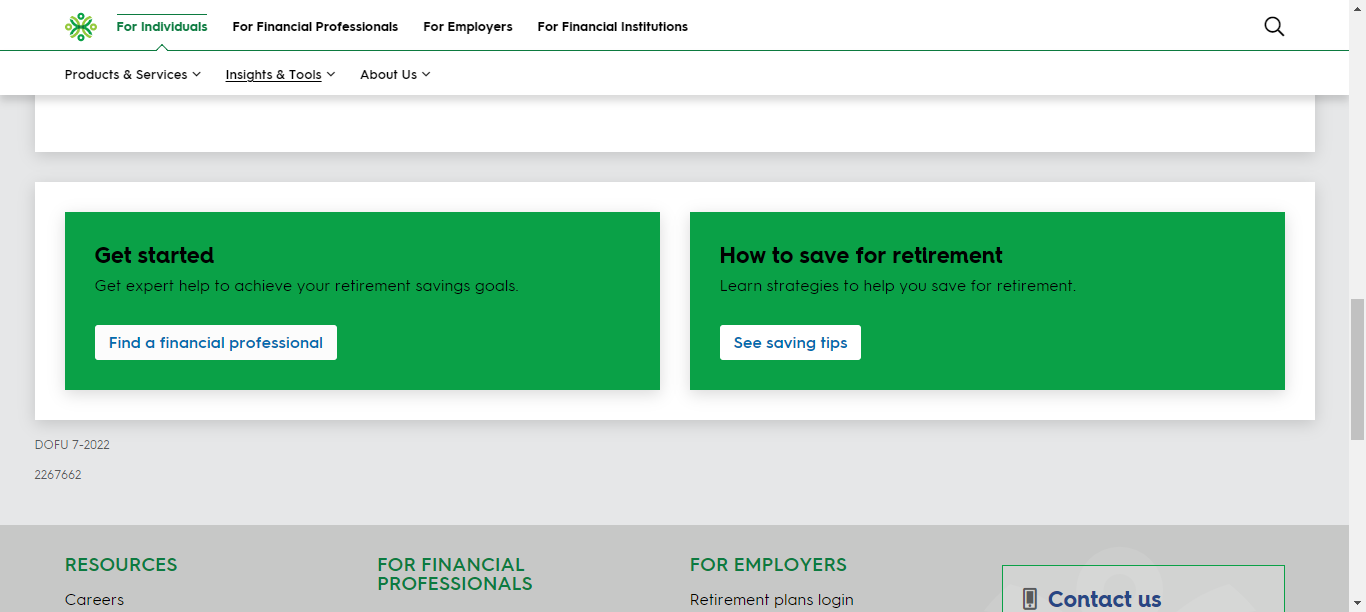 For Individuals For Financial Professionals For Employers For Financial Institutions
Products & Services Insights & Tools About Us
Get started
Get expert help to achieve your retirement savings goals.
Find a financial professional
How to save for retirement
Learn strategies to help you save for retirement.
See saving tips
DOFU 7-2022
2267662
RESOURCES
Careers
FOR FINANCIAL
PROFESSIONALS
FOR EMPLOYERS
Retirement plans login
Contact us